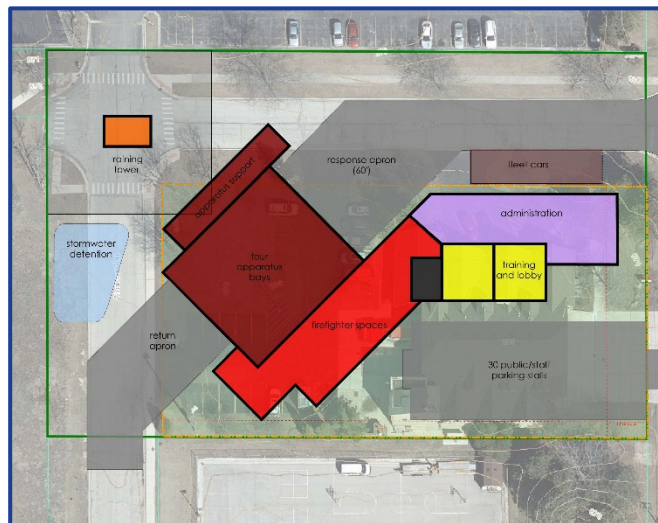 raining
tower
apparatus support
response apron
(60')
fleet cars
administration
stormwater
detention
four
apparatus
bays
training
and lobby
firefighter spaces
return
apron
30 public/staff
parking stalls